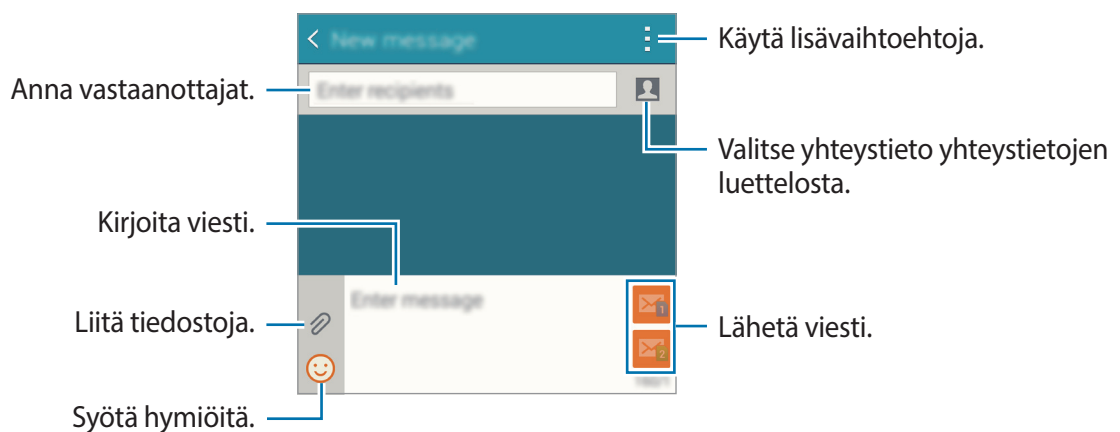 New message
Käytä lisävaihtoehtoja.
Anna vastaanottajat.
Enter recipients
Valitse yhteystieto yhteystietojen
luettelosta.
Kirjoita viesti.
Enter message
1
Liitä tiedostoja.
Lähetä viesti.
2
Syötä hymiöitä.